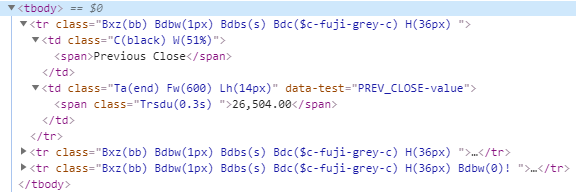 ▼<tbody> == $0
▼<tr class="Bxz(bb) Bdbw(1px) Bdbs(s) Bdc($c-fuji-grey-c) H(36px) ">
▼<td class="C(black) W(51%)">
<span>Previous Close</span>
</td>
▼<td class="Ta(end) Fw(600) Lh(14px)" data-test="PREV_CLOSE-value">
<span class="Trsdu(0.3s) ">26,504.00</span>
</td>
</tr>
▶<tr class="Bxz(bb) Bdbw(1px) Bdbs(s) Bdc($c-fuji-grey-c) H(36px) ">…</tr>
▶<tr class="Bxz(bb) Bdbw(1px) Bdbs(s) Bdc($c-fuji-grey-c) H(36px) Bdbw(0)! ">…</tr>
</tbody>